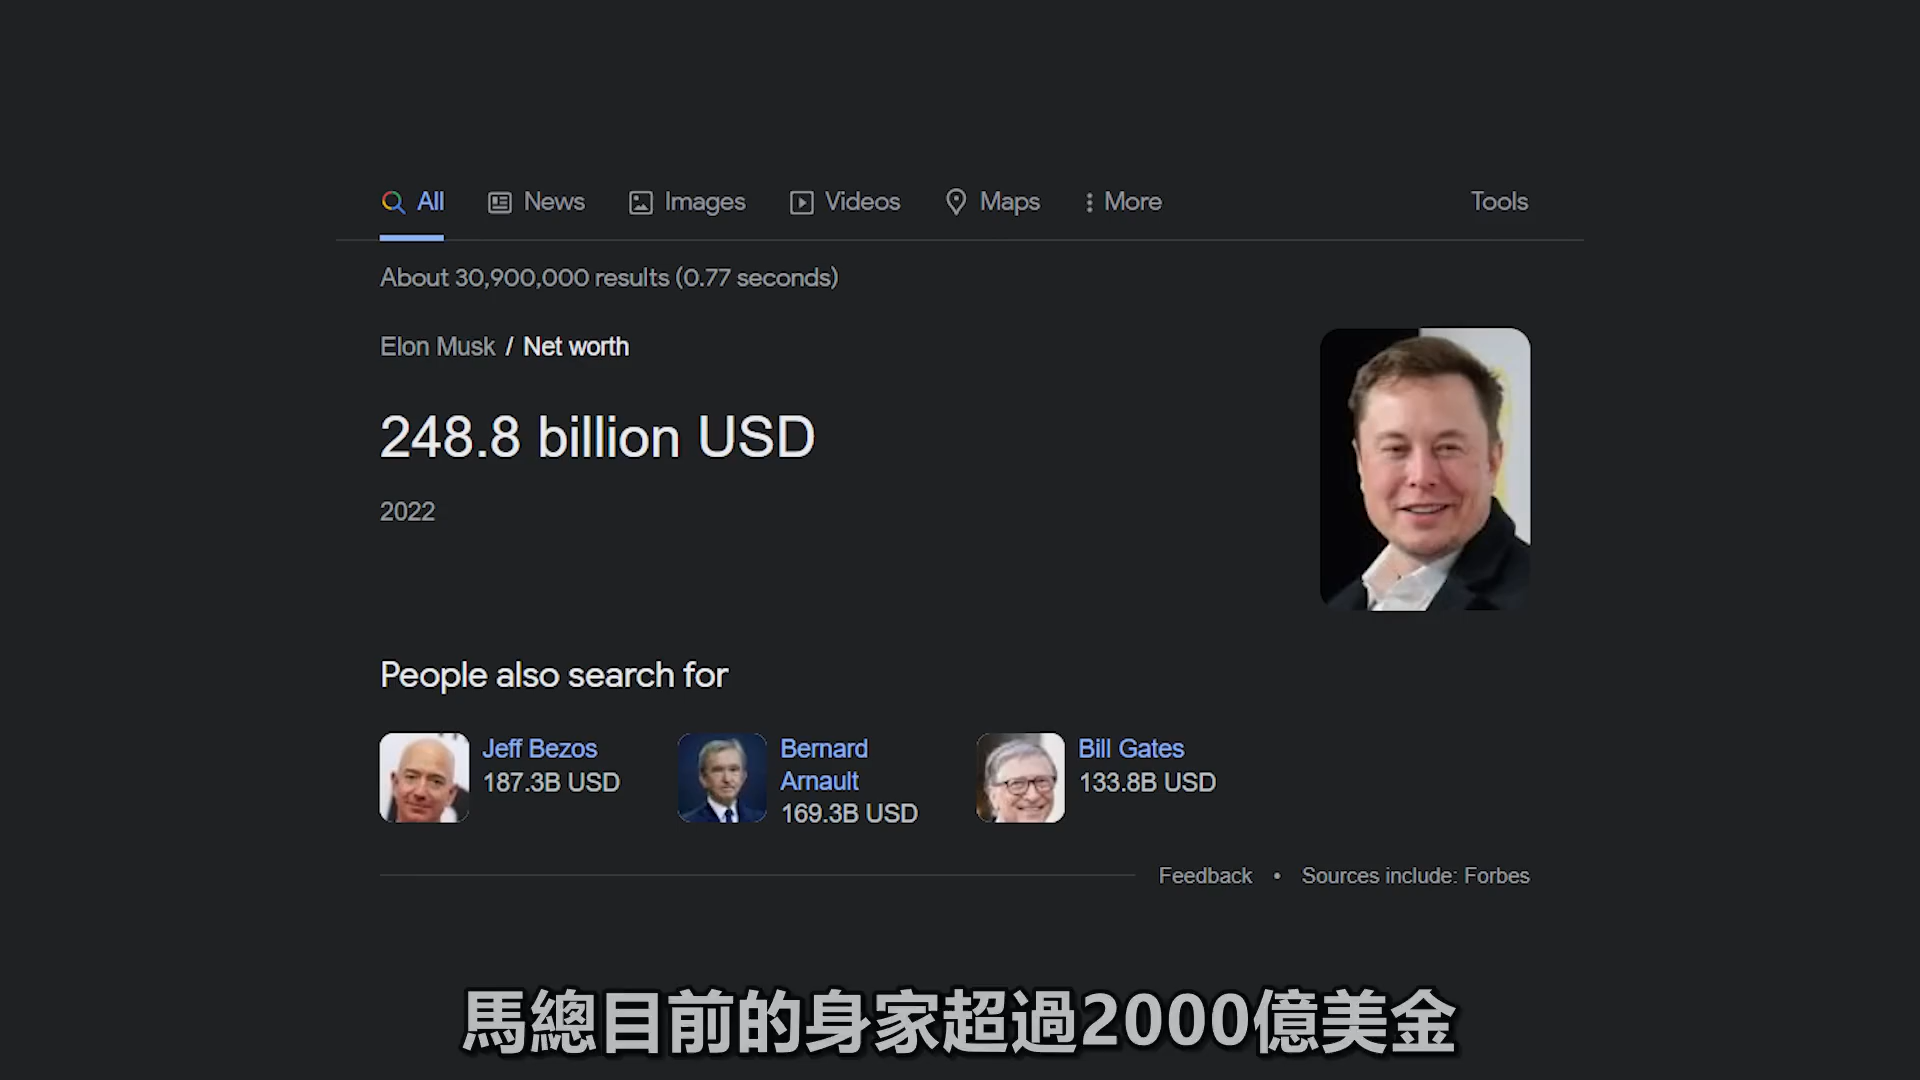 All News Images Videos Maps More Tools
About 30,900,000 results (0.77 seconds)
Elon Musk / Net worth
248.8 billion USD
2022
People also search for
Jeff Bezos
187.3B USD
Bernard
Arnault
169.3B USD
Bill Gates
133.8B USD
Feedback • Sources include: Forbes
馬總目前的身家超過2000億美金